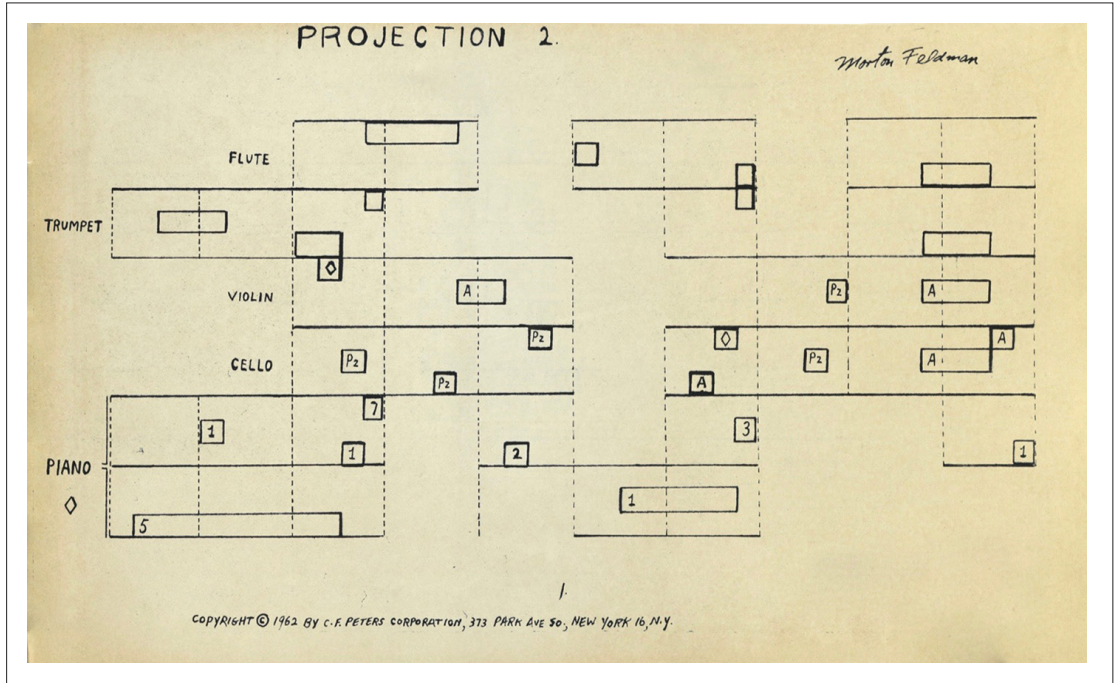 PROJECTION 2.
Morton Feldman
FLUTE
TRUMPET
◊
VIOLIN A P2 A
P2 ◊ A
CELLO P2 P2 A
P2 A
7
1 3
1 2 1
PIANO
◊ 1
5
1.
COPYRIGHT © 1962 BY C.F. PETERS CORPORATION, 373 PARK AVE SO., NEW YORK 16, N.Y.